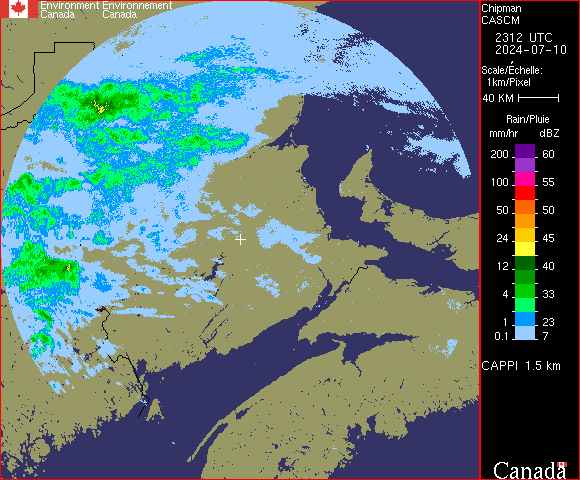 Environment Environnement
Canada Canada
Chipman
CASCM
2312 UTC
2024-07-10
Scale/Échelle:
1km/Pixel
40 KM
Rain/Pluie
mm/hr dBZ
200 60
100 55
50 50
24 45
12 40
4 33
1 23
0.1 7
CAPPI 1.5 km
Canada